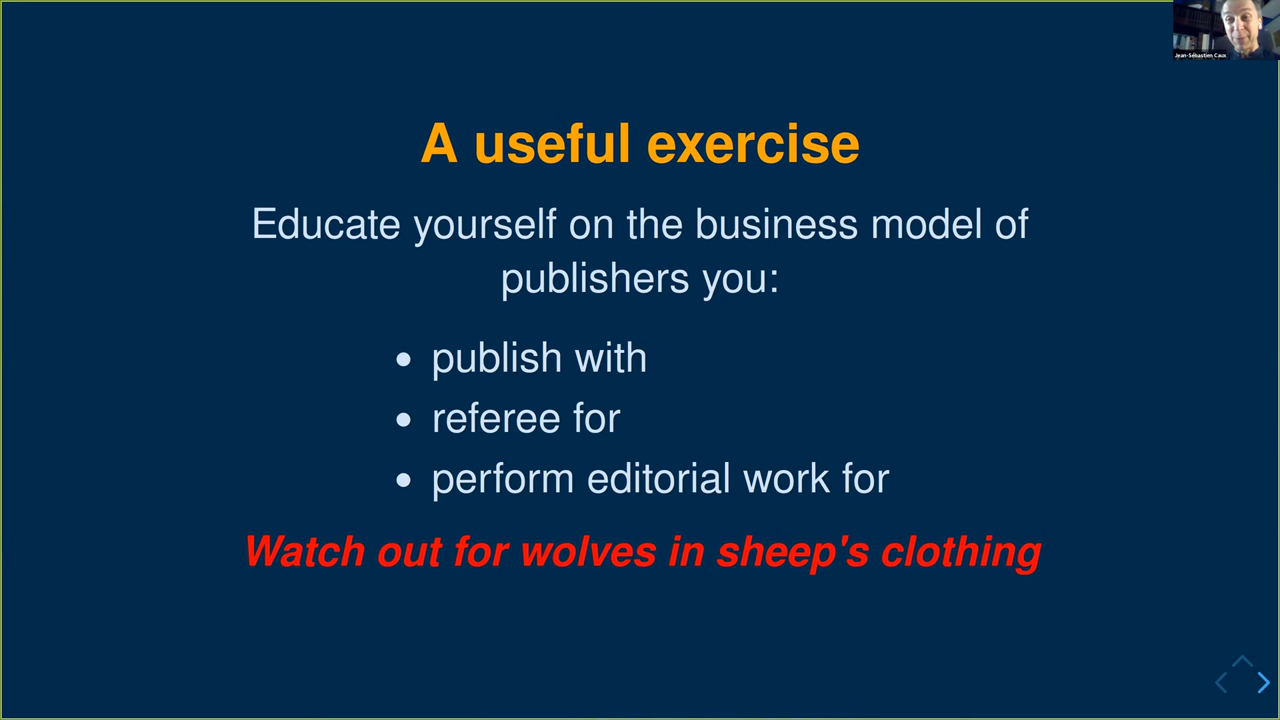 Jean-Sébastien Caux
A useful exercise
Educate yourself on the business model of
publishers you:
• publish with
• referee for
• perform editorial work for
Watch out for wolves in sheep's clothing